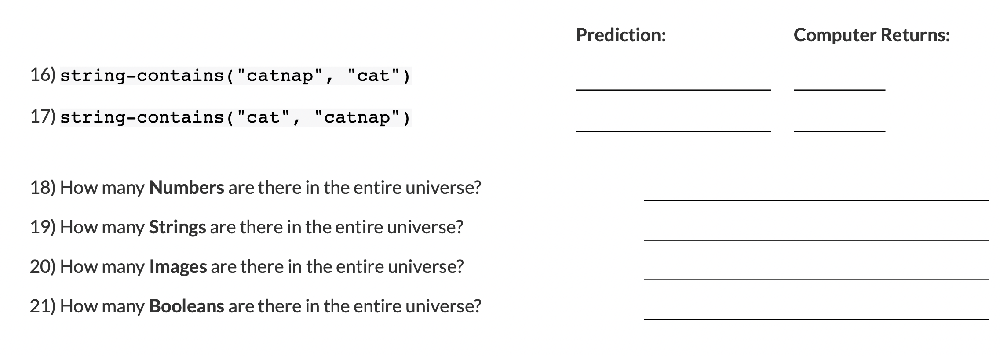 Prediction: Computer Returns:
16) string-contains("catnap", "cat")
17) string-contains("cat", "catnap")
18) How many Numbers are there in the entire universe?
19) How many Strings are there in the entire universe?
20) How many Images are there in the entire universe?
21) How many Booleans are there in the entire universe?